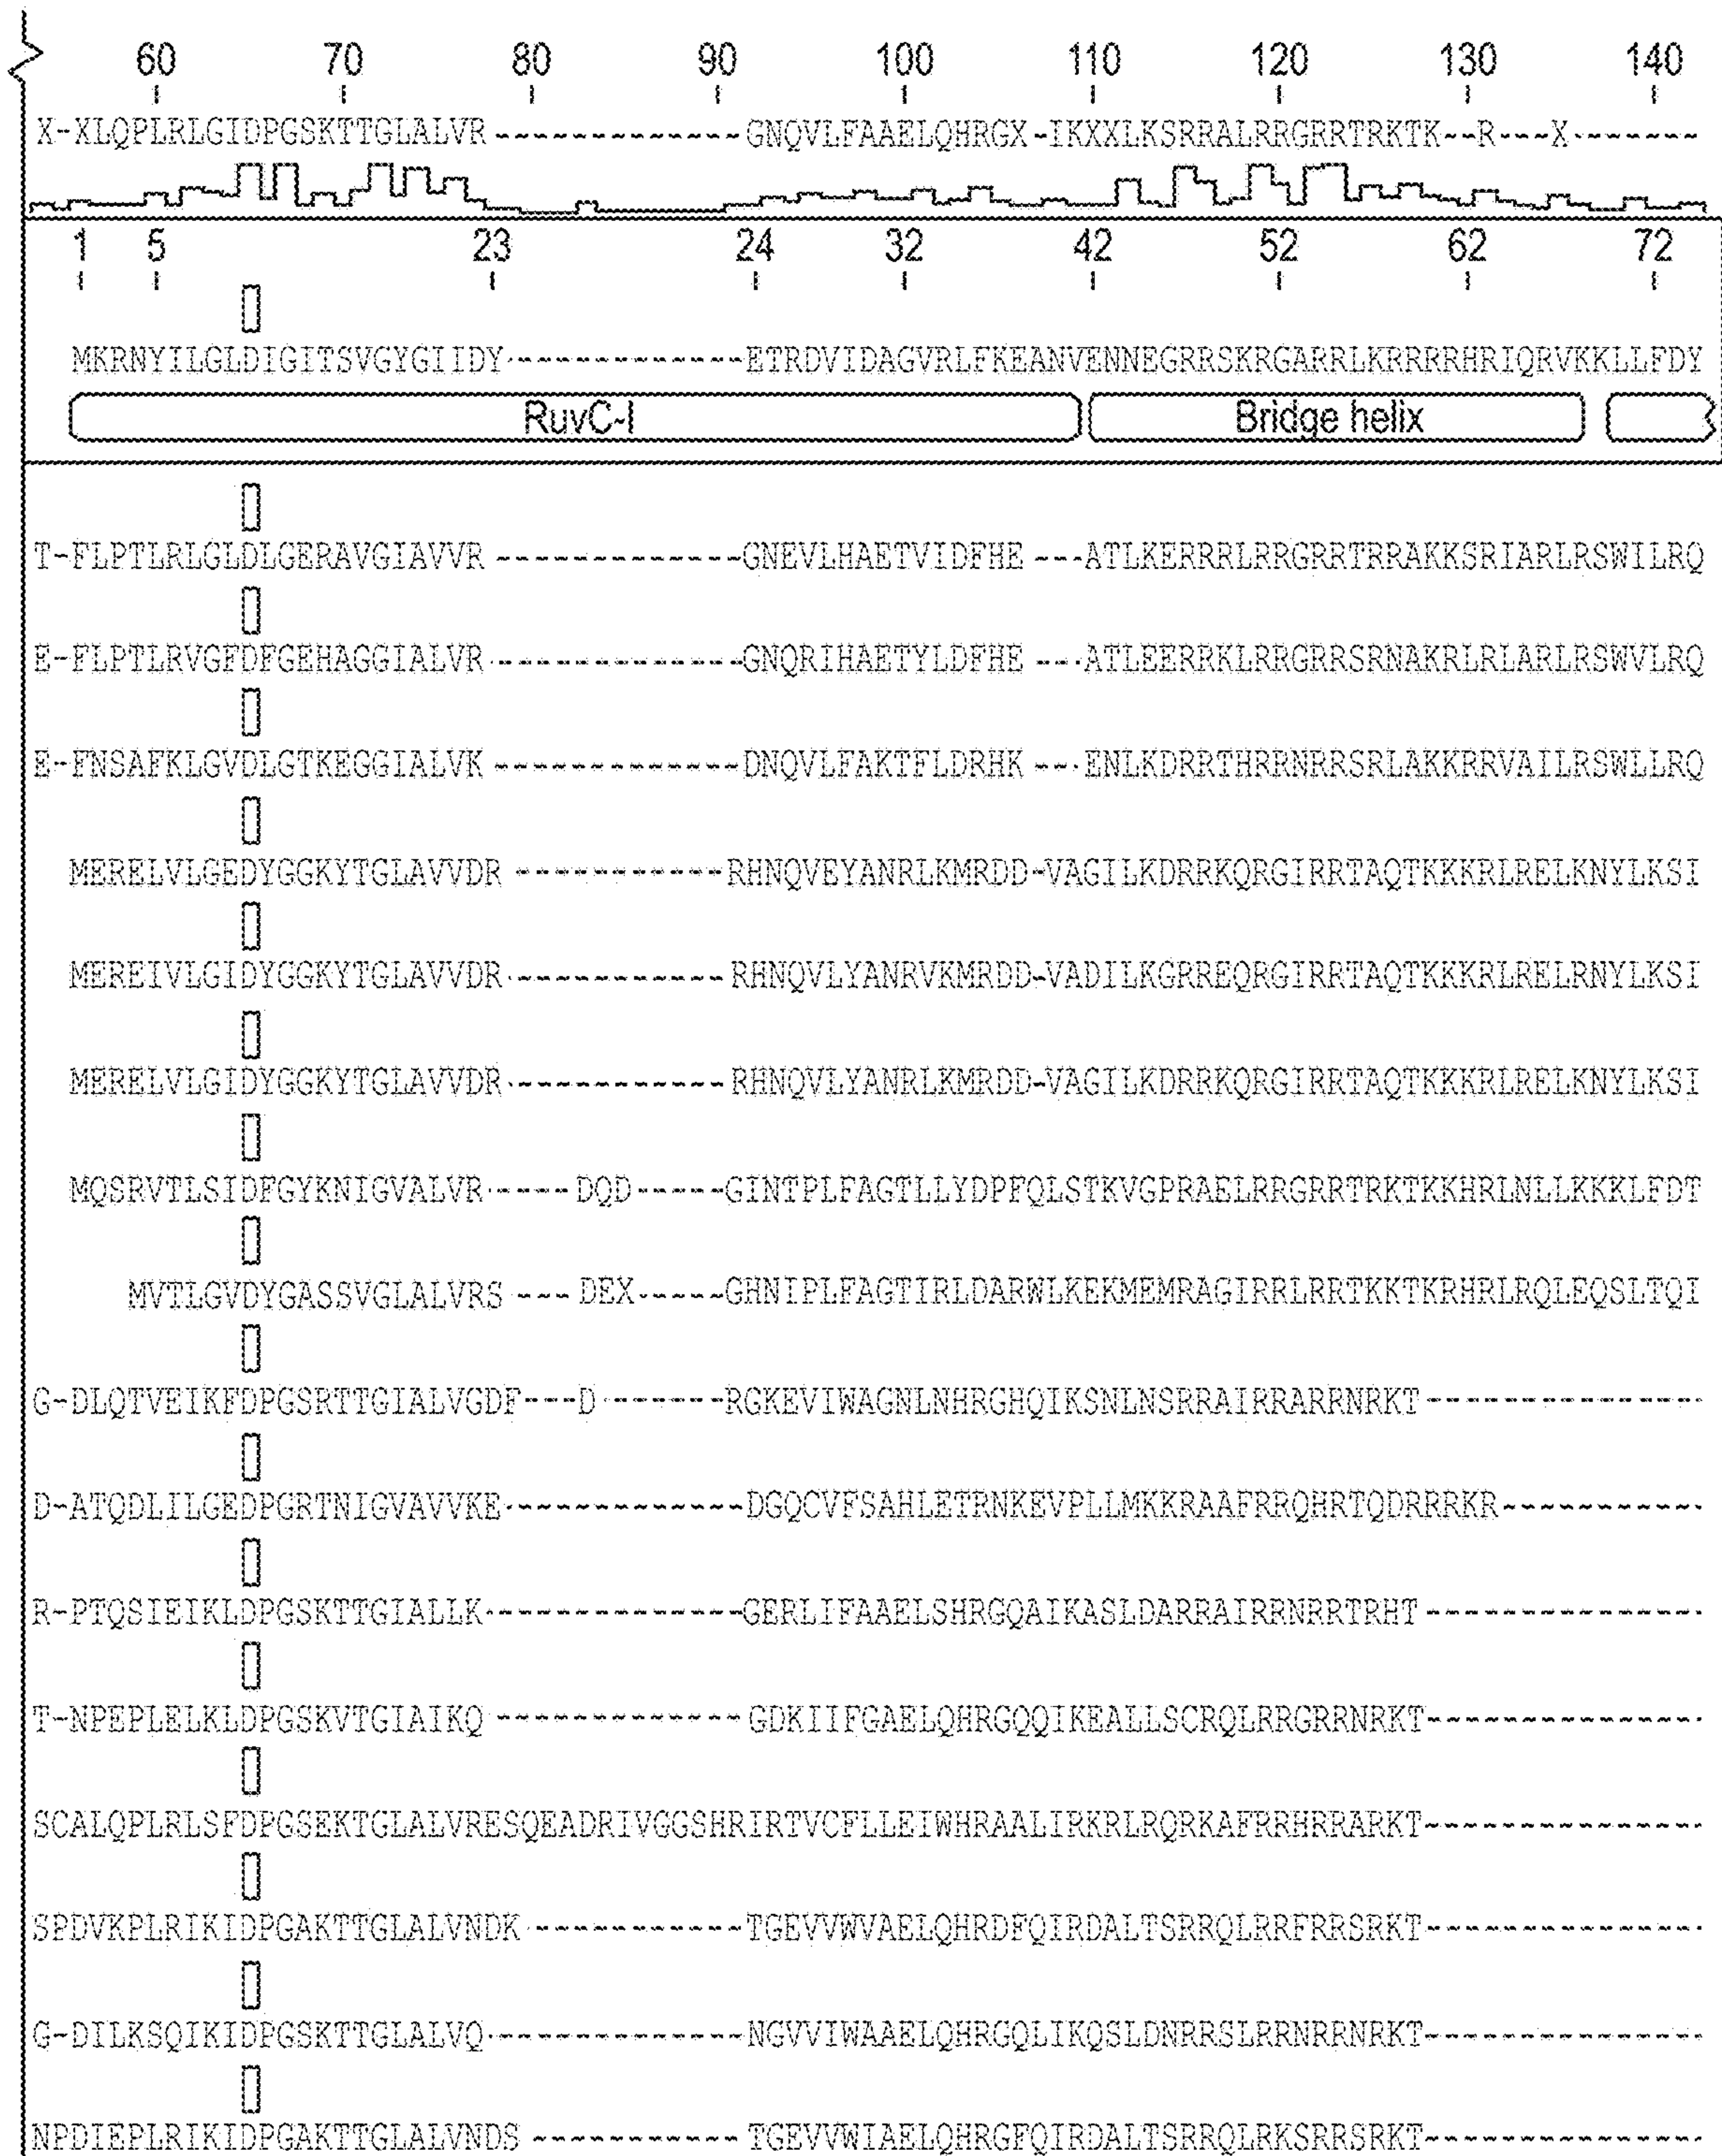 60 70 80 90 100 110 120 130 140
X-XLQPLRLGIDPGSKTTGLALVR-------------GNQVLFAAELQHRGX-IKXXLKSRRALRRGRRTRKTK--R---X-------
1 5 23 24 32 42 52 62 72
MKRNYILGLDIGITSVGYGIIDY-------------ETRDVIDAGVRLFKEANVENNEGRRSKRGARRLKRRRRHRIQRVKKLLFDY
RuvC-I Bridge helix
T-FLPTLRLGLDLGERAVGIAVVR-------------GNEVLHAETVIDFHE---ATLKERRRLRRGRRTRRAKKSRIARLRSWILRQ
E-FLPTLRVGFDFGEHAGGIALVR-------------GNQRIHAETYLDFHE---ATLEERRKLRRGRRSRNAKRLRLARLRSWVLRQ
E-FNSAFKLGVDLGTKEGGIALVK-------------DNQVLFAKTFLDRHK---ENLKDRRTHRRNRRSRLAKKRRVAILRSWLLRQ
MERELVLGEDYGGKYTGLAVVDR-----------RHNQVEYANRLKMRDD-VAGILKDRRKQRGIRRTAQTKKKRLRELKNYLKSI
MEREIVLGIDYGGKYTGLAVVDR-----------RHNQVLYANRVKMRDD-VADILKGRREQRGIRRTAQTKKKRLRELRNYLKSI
MERELVLGIDYGGKYTGLAVVDR-----------RHNQVLYANRLKMRDD-VAGILKDRRKQRGIRRTAQTKKKRLRELKNYLKSI
MQSRVTLSIDFGYKNIGVALVR-----DQD-----GINTPLFAGTLLYDPFQLSTKVGPRAELRRGRRTRKTKKHRLNLLKKKLFDT
MVTLGVDYGASSVGLALVRS----DEX-----GHNIPLFAGTIRLDARWLKEKMEMRAGIRRLRRTKKTKRHRLRQLEQSLTQI
G-DLQTVEIKFDPGSRTTGIALVGDF---D-------RGKEVIWAGNLNHRGHQIKSNLNSRRAIRRARRNRKT---------------
D-ATQDLILGEDPGRTNIGVAVVKE-------------DGQCVFSAHLETRNKEVPLLMKKRAAFRRQHRTQDRRRKR-----------
R-PTQSIEIKLDPGSKTTGIALLK-------------GERLIFAAELSHRGQAIKASLDARRAIRRNRRTRHT---------------
T-NPEPLELKLDPGSKVTGIAIKQ-------------GDKIIFGAELQHRGQQIKEALLSCRQLRRGRRNRKT---------------
SCALQPLRLSFDPGSEKTGLALVRESQEADRIVGGSHRIRTVCFLLEIWHRAALIRKRLRQRKAFRRHRRARKT---------------
SPDVKPLRIKIDPGAKTTGLALVNDK------------TGEVVWVAELQHRDFQIRDALTSRRQLRRFRRSRKT---------------
G-DILKSQIKIDPGSKTTGLALVQ--------------NGVVIWAAELQHRGQLIKQSLDNRRSLRRNRRNRKT---------------
NPDIEPLRIKIDPGAKTTGLALVNDS------------TGEVVWIAELQHRGFQIRDALTSRRQLRKSRRSRKT---------------